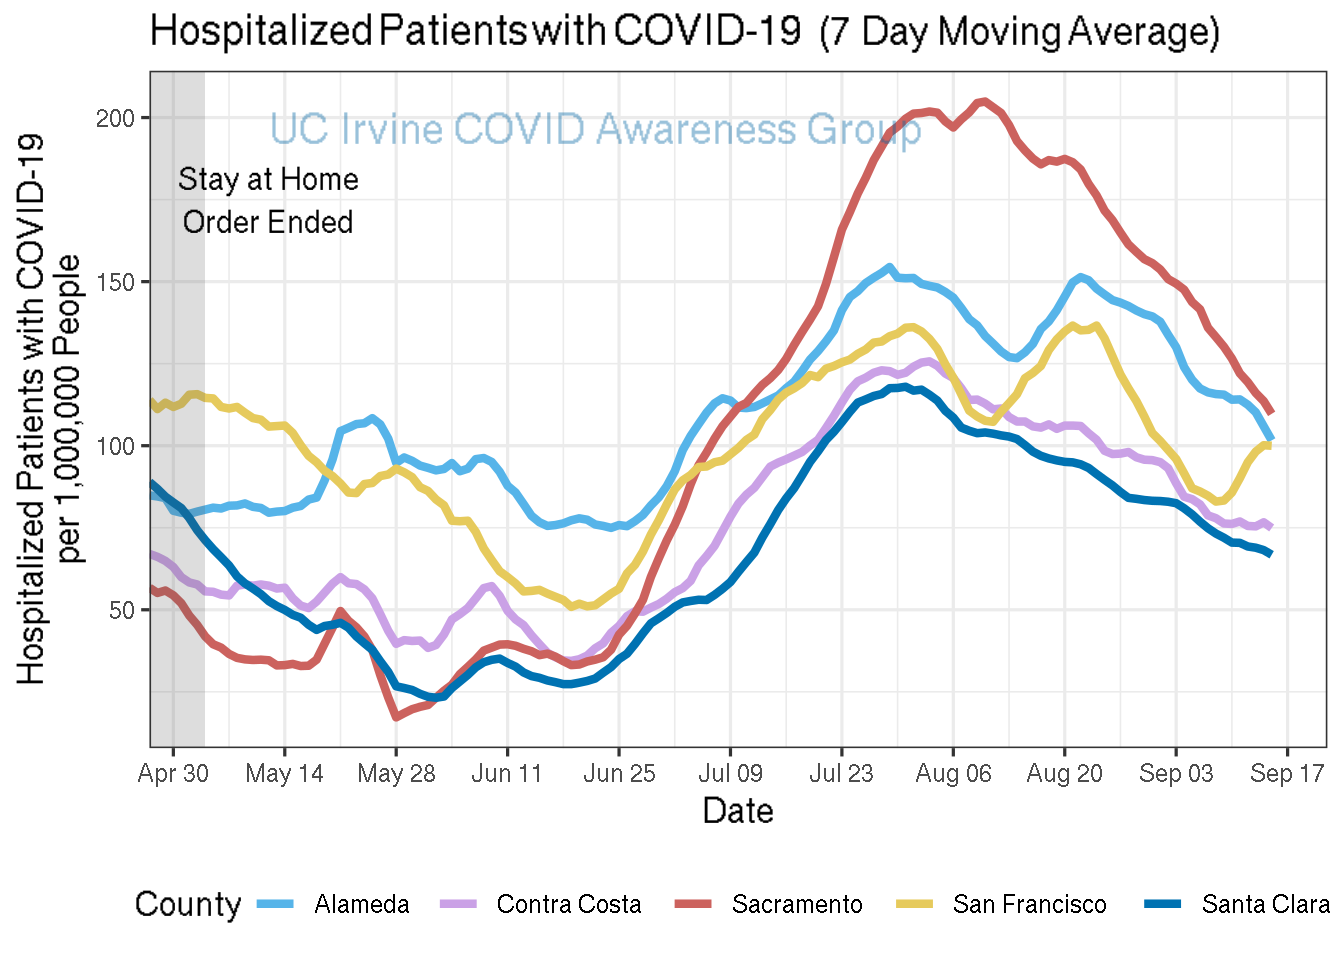 Hospitalized Patients with COVID-19 (7 Day Moving Average)
UC Irvine COVID Awareness Group
Stay at Home
Order Ended
Hospitalized Patients with COVID-19
per 1,000,000 People
200
150
100
50
Apr 30 May 14 May 28 Jun 11 Jun 25 Jul 09 Jul 23 Aug 06 Aug 20 Sep 03 Sep 17
Date
County Alameda Contra Costa Sacramento San Francisco Santa Clara